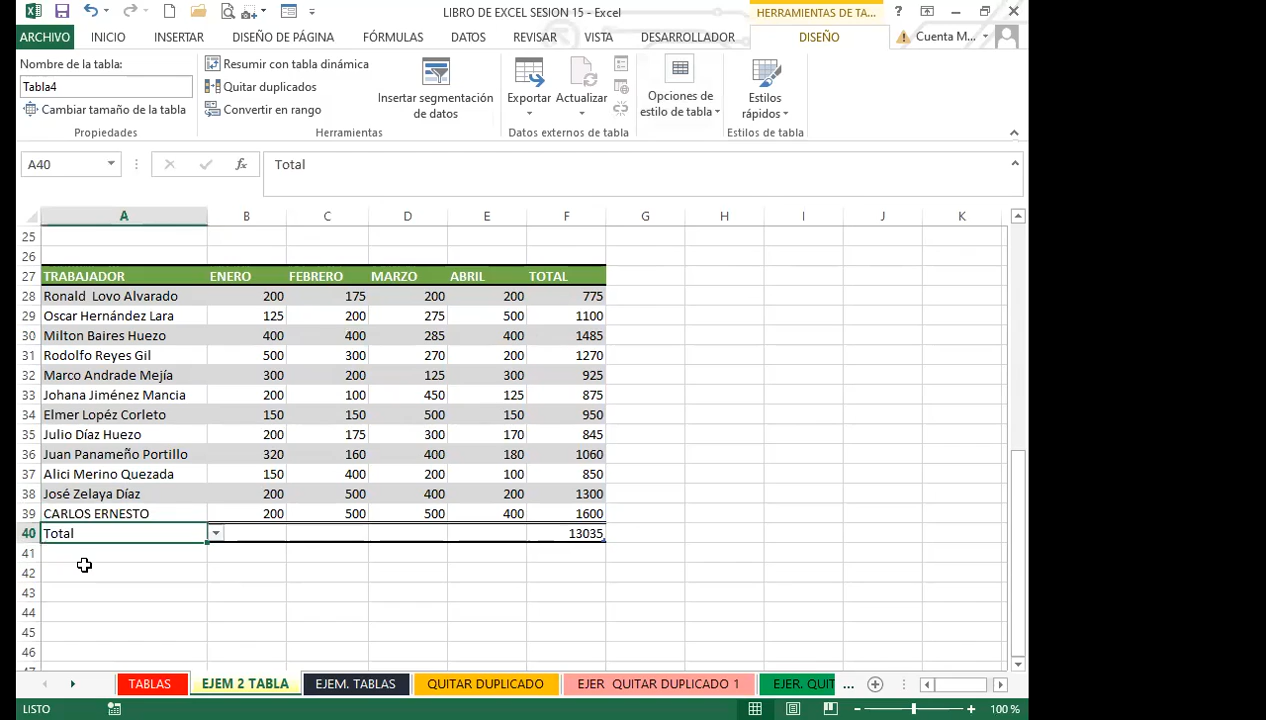 LIBRO DE EXCEL SESION 15 - Excel
HERRAMIENTAS DE TA...
?
ARCHIVO INICIO INSERTAR DISEÑO DE PÁGINA FÓRMULAS DATOS REVISAR VISTA DESARROLLADOR DISEÑO Cuenta M...
Nombre de la tabla:
Tabla4
Cambiar tamaño de la tabla
Propiedades
Resumir con tabla dinámica
Quitar duplicados
Convertir en rango
Insertar segmentación
de datos
Herramientas
Exportar
Actualizar
Datos externos de tabla
Opciones de
estilo de tabla
Estilos
rápidos
Estilos de tabla
A40 fx Total
A B C D E F G H I J K
25
26
27 TRABAJADOR ENERO FEBRERO MARZO ABRIL TOTAL
28 Ronald Lovo Alvarado 200 175 200 200 775
29 Oscar Hernández Lara 125 200 275 500 1100
30 Milton Baires Huezo 400 400 285 400 1485
31 Rodolfo Reyes Gil 500 300 270 200 1270
32 Marco Andrade Mejía 300 200 125 300 925
33 Johana Jiménez Mancia 200 100 450 125 875
34 Elmer Lopéz Corleto 150 150 500 150 950
35 Julio Díaz Huezo 200 175 300 170 845
36 Juan Panameño Portillo 320 160 400 180 1060
37 Alici Merino Quezada 150 400 200 100 850
38 José Zelaya Díaz 200 500 400 200 1300
39 CARLOS ERNESTO 200 500 500 400 1600
40 Total 13035
41
42
43
44
45
46
TABLAS EJEM 2 TABLA EJEM. TABLAS QUITAR DUPLICADO EJER QUITAR DUPLICADO 1 EJER. QUIT ...
LISTO
100 %